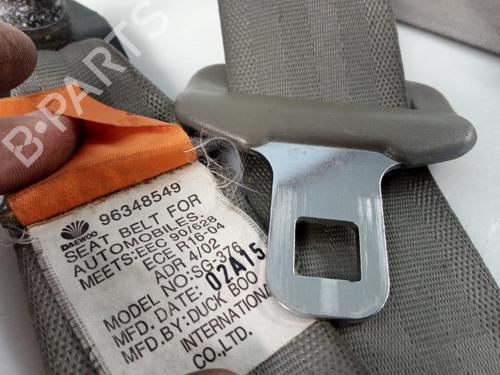 B-PARTS
DAEWOO
96348549
SEAT BELT FOR
AUTOMOBILES.
MEETS:EEC 90/628
ECE R16-04
ADR 4/02
MODEL NO:SG-376
MFD. DATE: 02A15
MFD.BY: DUCK BOO
INTERNATIONAL
CO.,LTD.